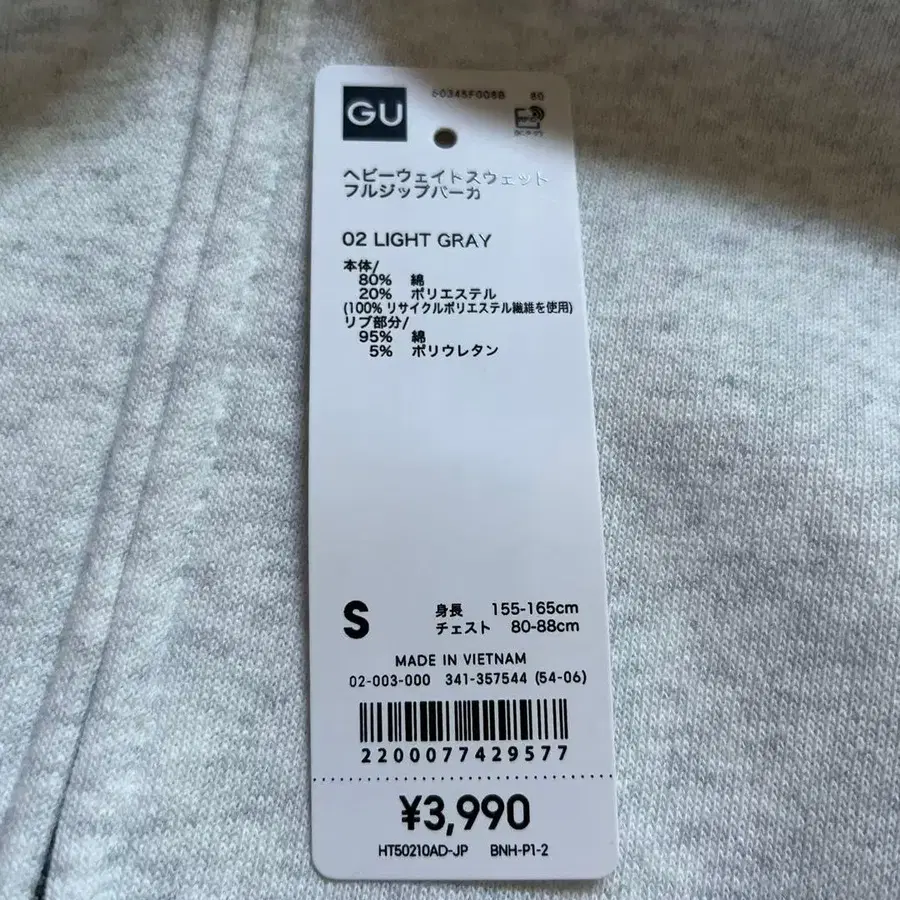 GU
60345F008B 80
ヘビーウェイトスウェット
フルジップパーカ
02 LIGHT GRAY
本体/
80% 綿
20% ポリエステル
(100% リサイクルポリエステル繊維を使用)
リブ部分/
95% 綿
5% ポリウレタン
S
身長 155-165cm
チェスト 80-88cm
MADE IN VIETNAM
02-003-000 341-357544 (54-06)
2200077429577
¥3,990
HT50210AD-JP BNH-P1-2